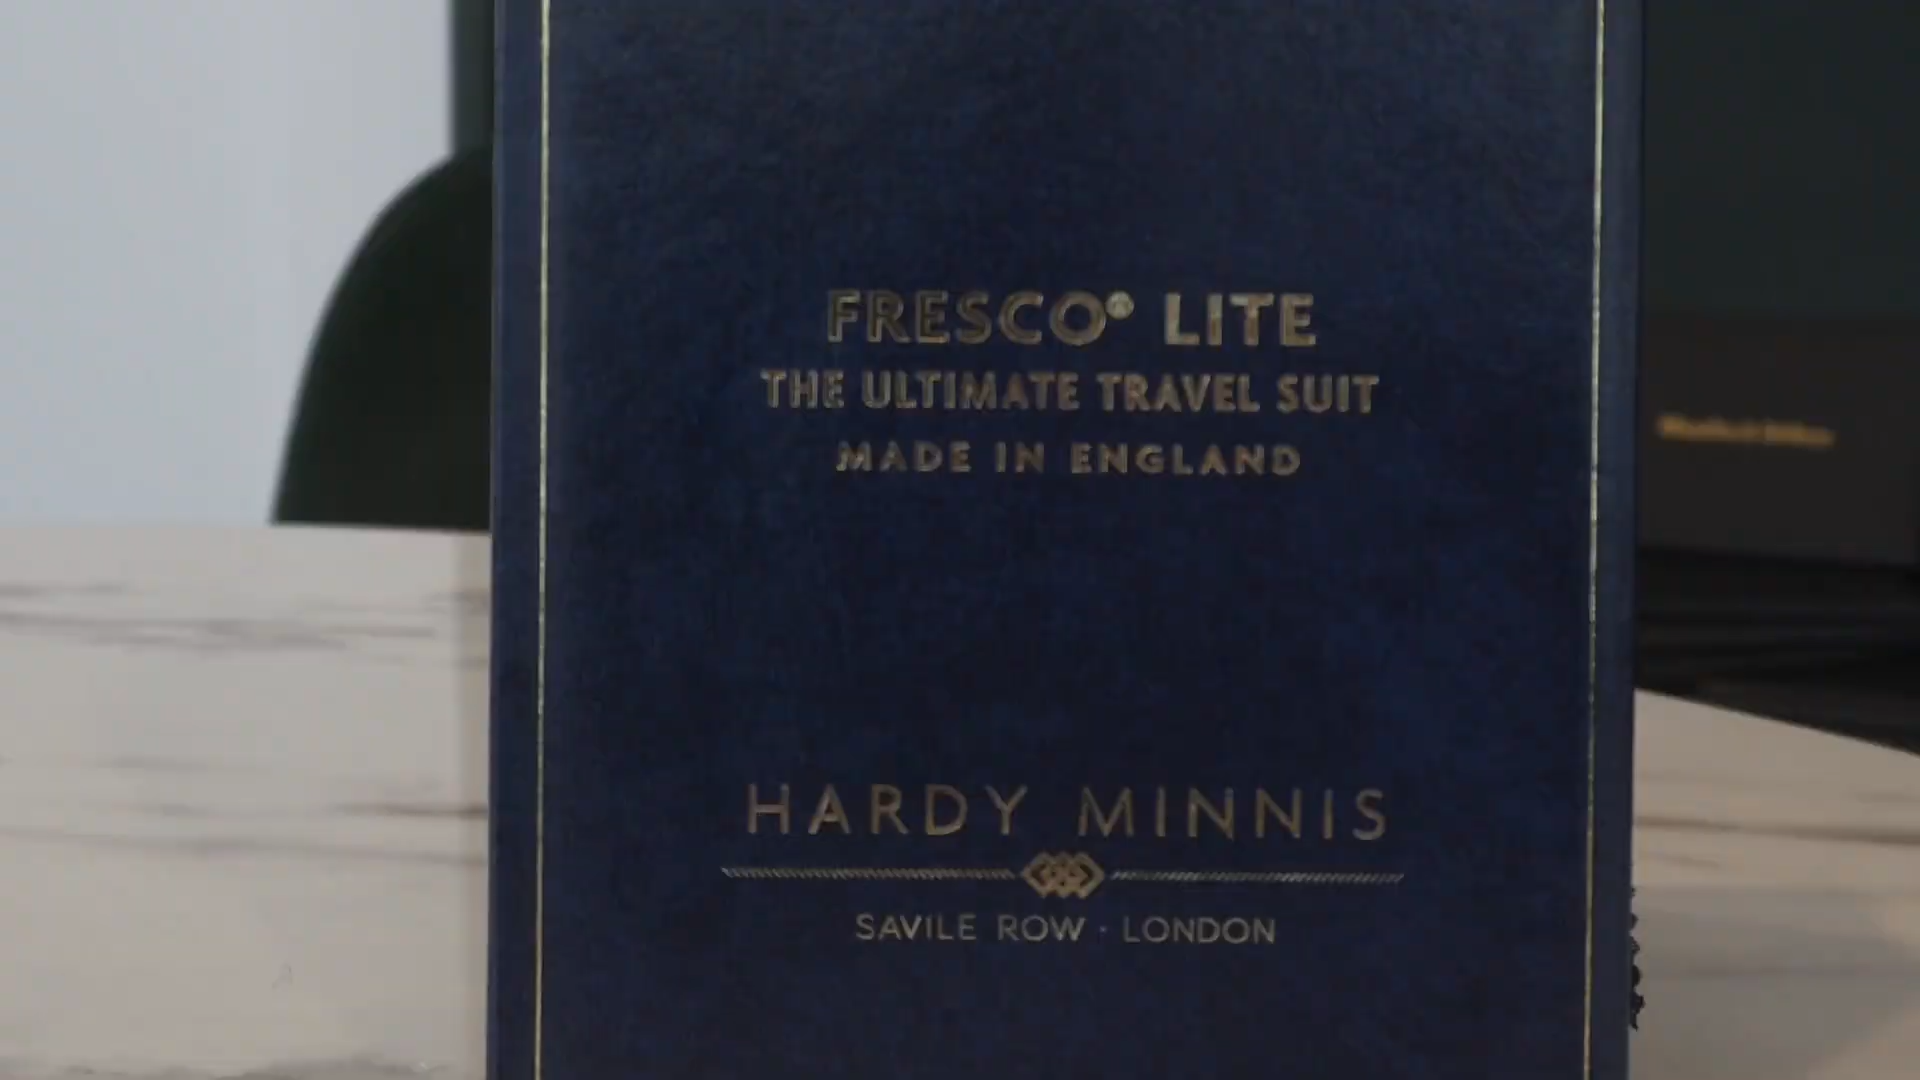 FRESCO® LITE
THE ULTIMATE TRAVEL SUIT
MADE IN ENGLAND
HARDY MINNIS
SAVILE ROW · LONDON